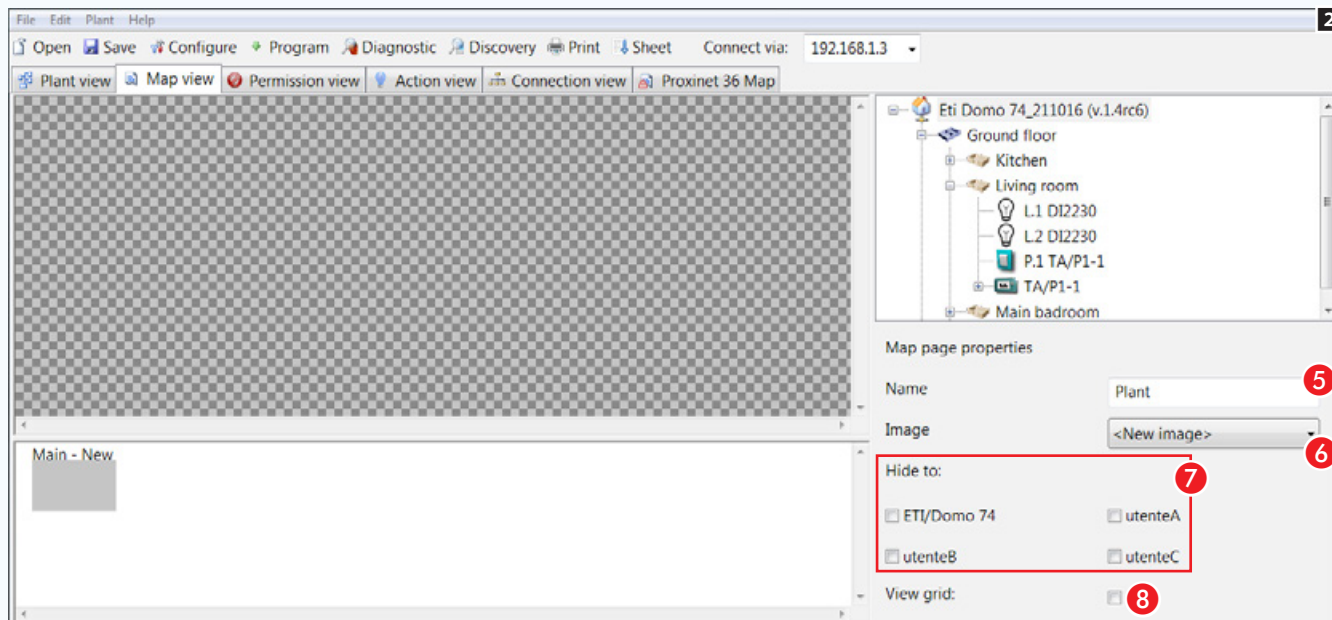 File Edit Plant Help
2
Open Save Configure Program Diagnostic Discovery Print Sheet Connect via: 192.168.1.3
Plant view Map view Permission view Action view Connection view Proxinet 36 Map
Eti Domo 74_211016 (v.1.4rc6)
Ground floor
Kitchen
Living room
L.1 DI2230
L.2 DI2230
P.1 TA/P1-1
TA/P1-1
Main badroom
Map page properties
Name Plant 5
Image <New image> 6
Main - New
Hide to: 7
ETI/Domo 74 utenteA
utenteB utenteC
View grid: 8